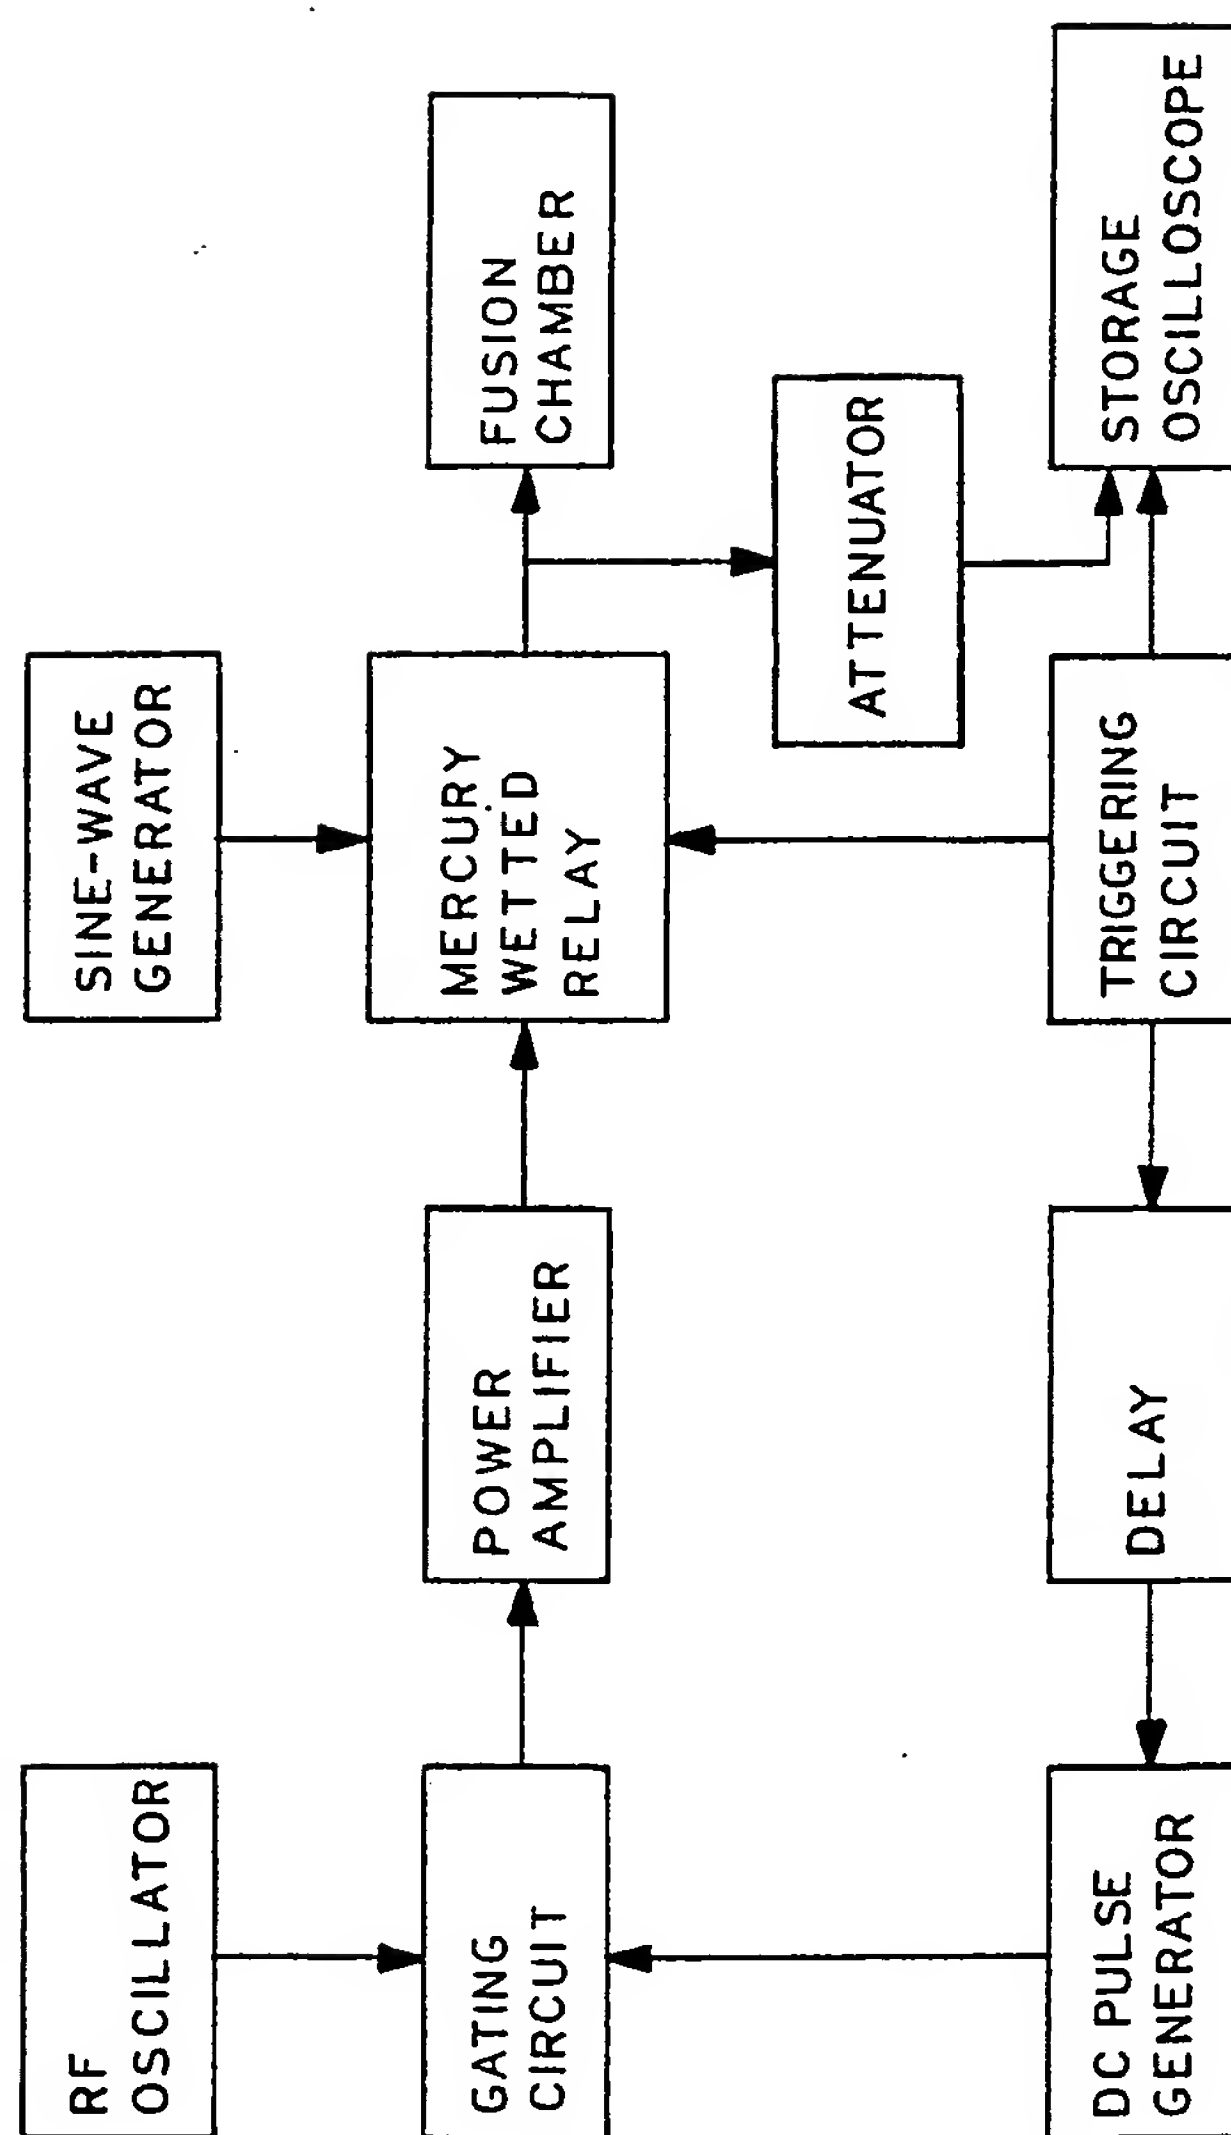 RF
OSCILLATOR
SINE-WAVE
GENERATOR
GATING
CIRCUIT
POWER
AMPLIFIER
MERCURY
WETTED
RELAY
FUSION
CHAMBER
ATTENUATOR
DC PULSE
GENERATOR
DELAY
TRIGGERING
CIRCUIT
STORAGE
OSCILLOSCOPE